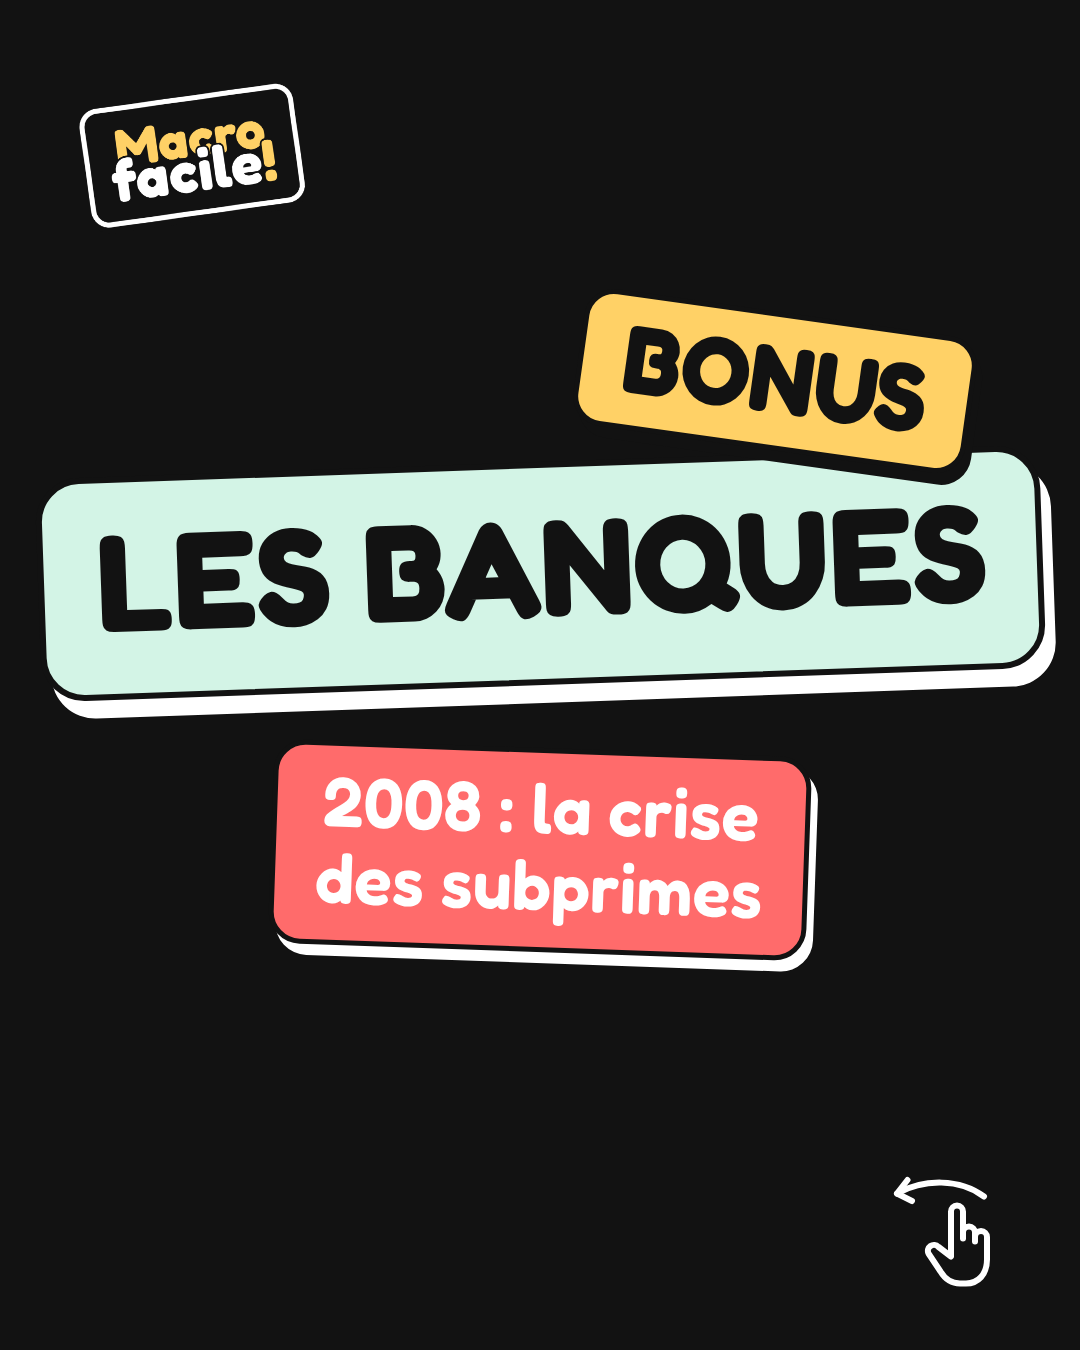 Macro
facile!
BONUS
LES BANQUES
2008 : la crise
des subprimes